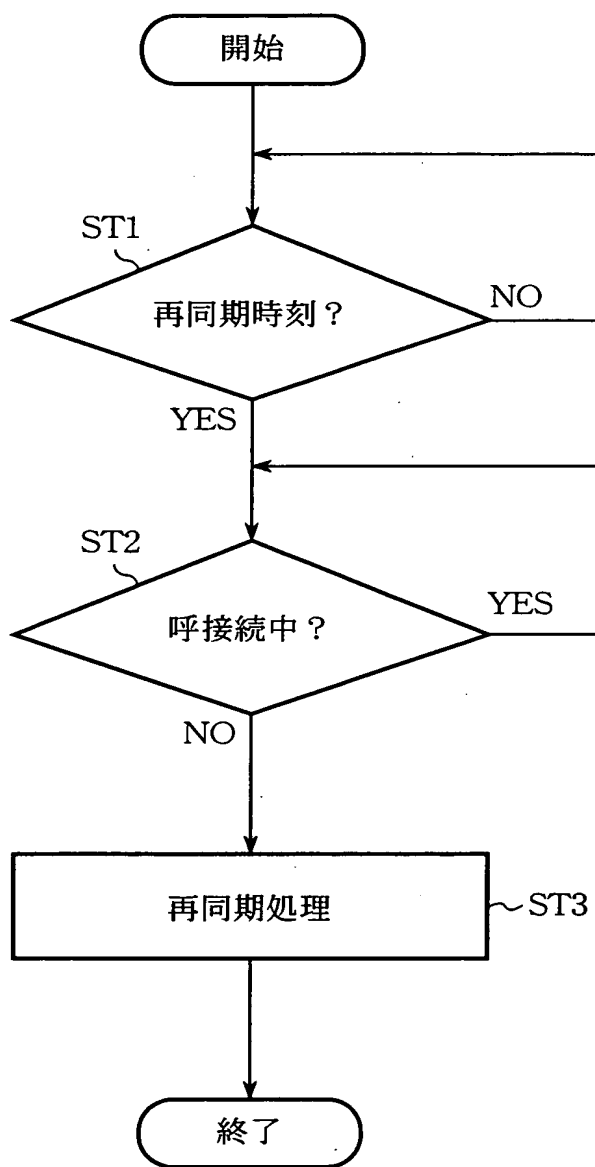 開始
ST1
再同期時刻？
NO
YES
ST2
呼接続中？
YES
NO
再同期処理
ST3
終了